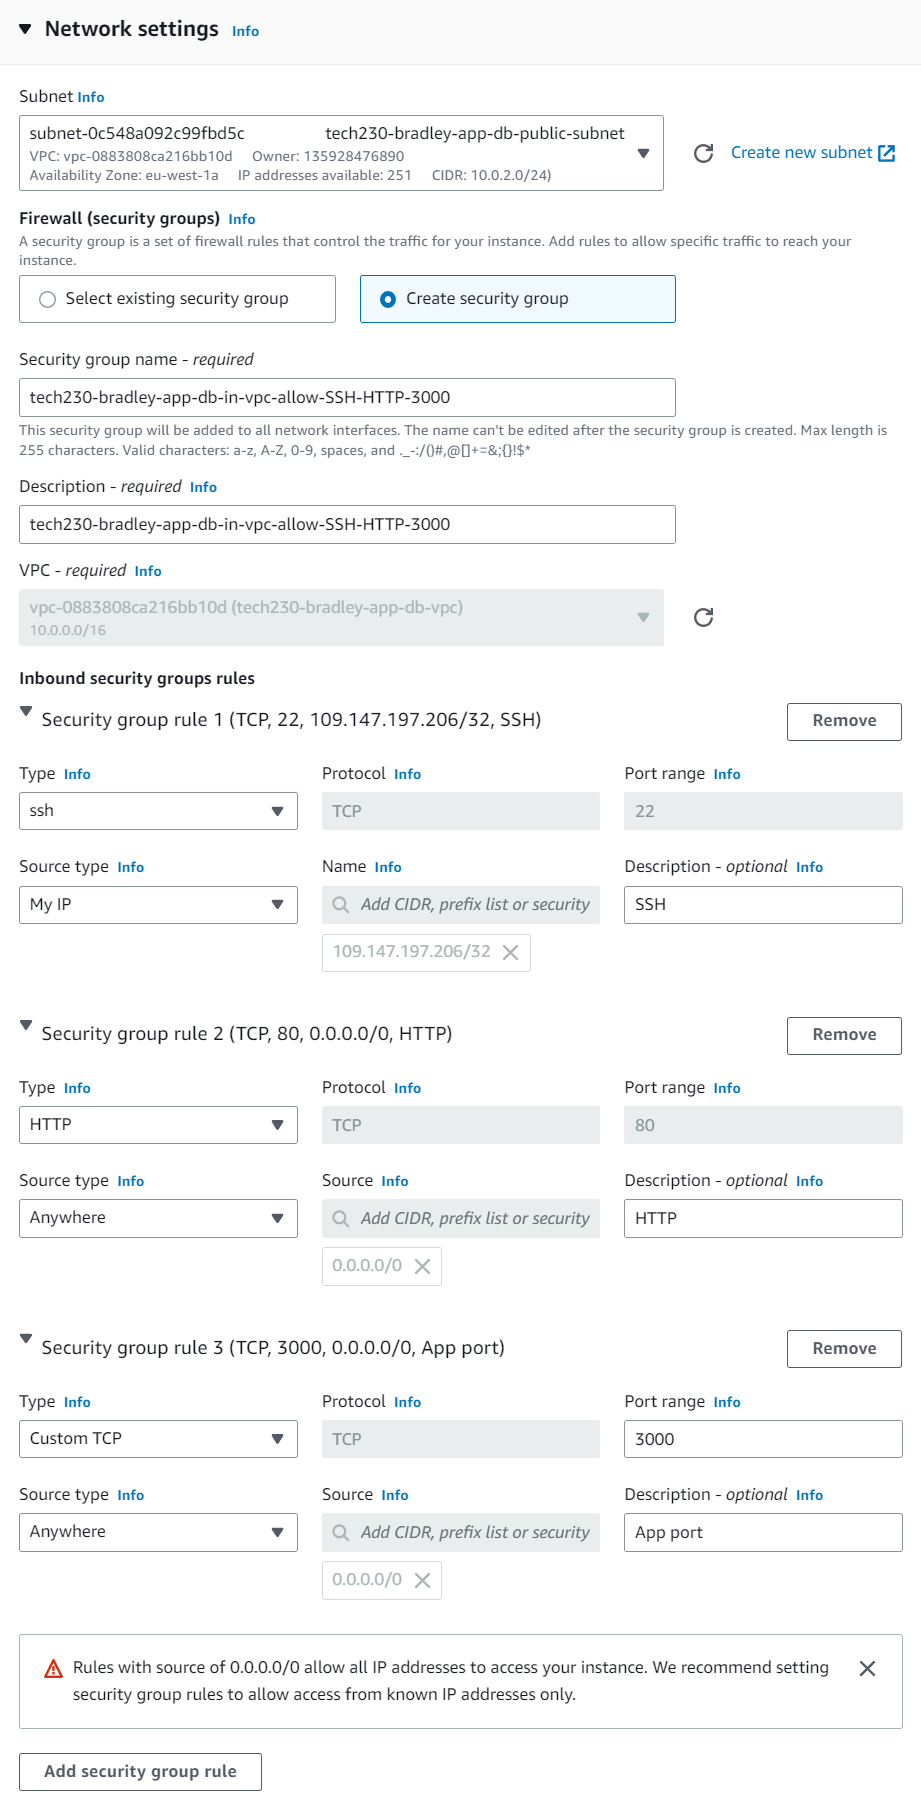 Network settings Info
Subnet Info
subnet-0c548a092c99fbd5c tech230-bradley-app-db-public-subnet
VPC: vpc-0883808ca216bb10d Owner: 135928476890
Availability Zone: eu-west-1a IP addresses available: 251 CIDR: 10.0.2.0/24)
Create new subnet
Firewall (security groups) Info
A security group is a set of firewall rules that control the traffic for your instance. Add rules to allow specific traffic to reach your
instance.
Select existing security group
Create security group
Security group name - required
tech230-bradley-app-db-in-vpc-allow-SSH-HTTP-3000
This security group will be added to all network interfaces. The name can't be edited after the security group is created. Max length is
255 characters. Valid characters: a-z, A-Z, 0-9, spaces, and ._-:/()#,@[]+=&;{}!$*
Description - required Info
tech230-bradley-app-db-in-vpc-allow-SSH-HTTP-3000
VPC - required Info
vpc-0883808ca216bb10d (tech230-bradley-app-db-vpc)
10.0.0.0/16
Inbound security groups rules
Security group rule 1 (TCP, 22, 109.147.197.206/32, SSH) Remove
Type Info Protocol Info Port range Info
ssh TCP 22
Source type Info Name Info Description - optional Info
My IP Add CIDR, prefix list or security SSH
109.147.197.206/32
Security group rule 2 (TCP, 80, 0.0.0.0/0, HTTP) Remove
Type Info Protocol Info Port range Info
HTTP TCP 80
Source type Info Source Info Description - optional Info
Anywhere Add CIDR, prefix list or security HTTP
0.0.0.0/0
Security group rule 3 (TCP, 3000, 0.0.0.0/0, App port) Remove
Type Info Protocol Info Port range Info
Custom TCP TCP 3000
Source type Info Source Info Description - optional Info
Anywhere Add CIDR, prefix list or security App port
0.0.0.0/0
Rules with source of 0.0.0.0/0 allow all IP addresses to access your instance. We recommend setting
security group rules to allow access from known IP addresses only.
Add security group rule